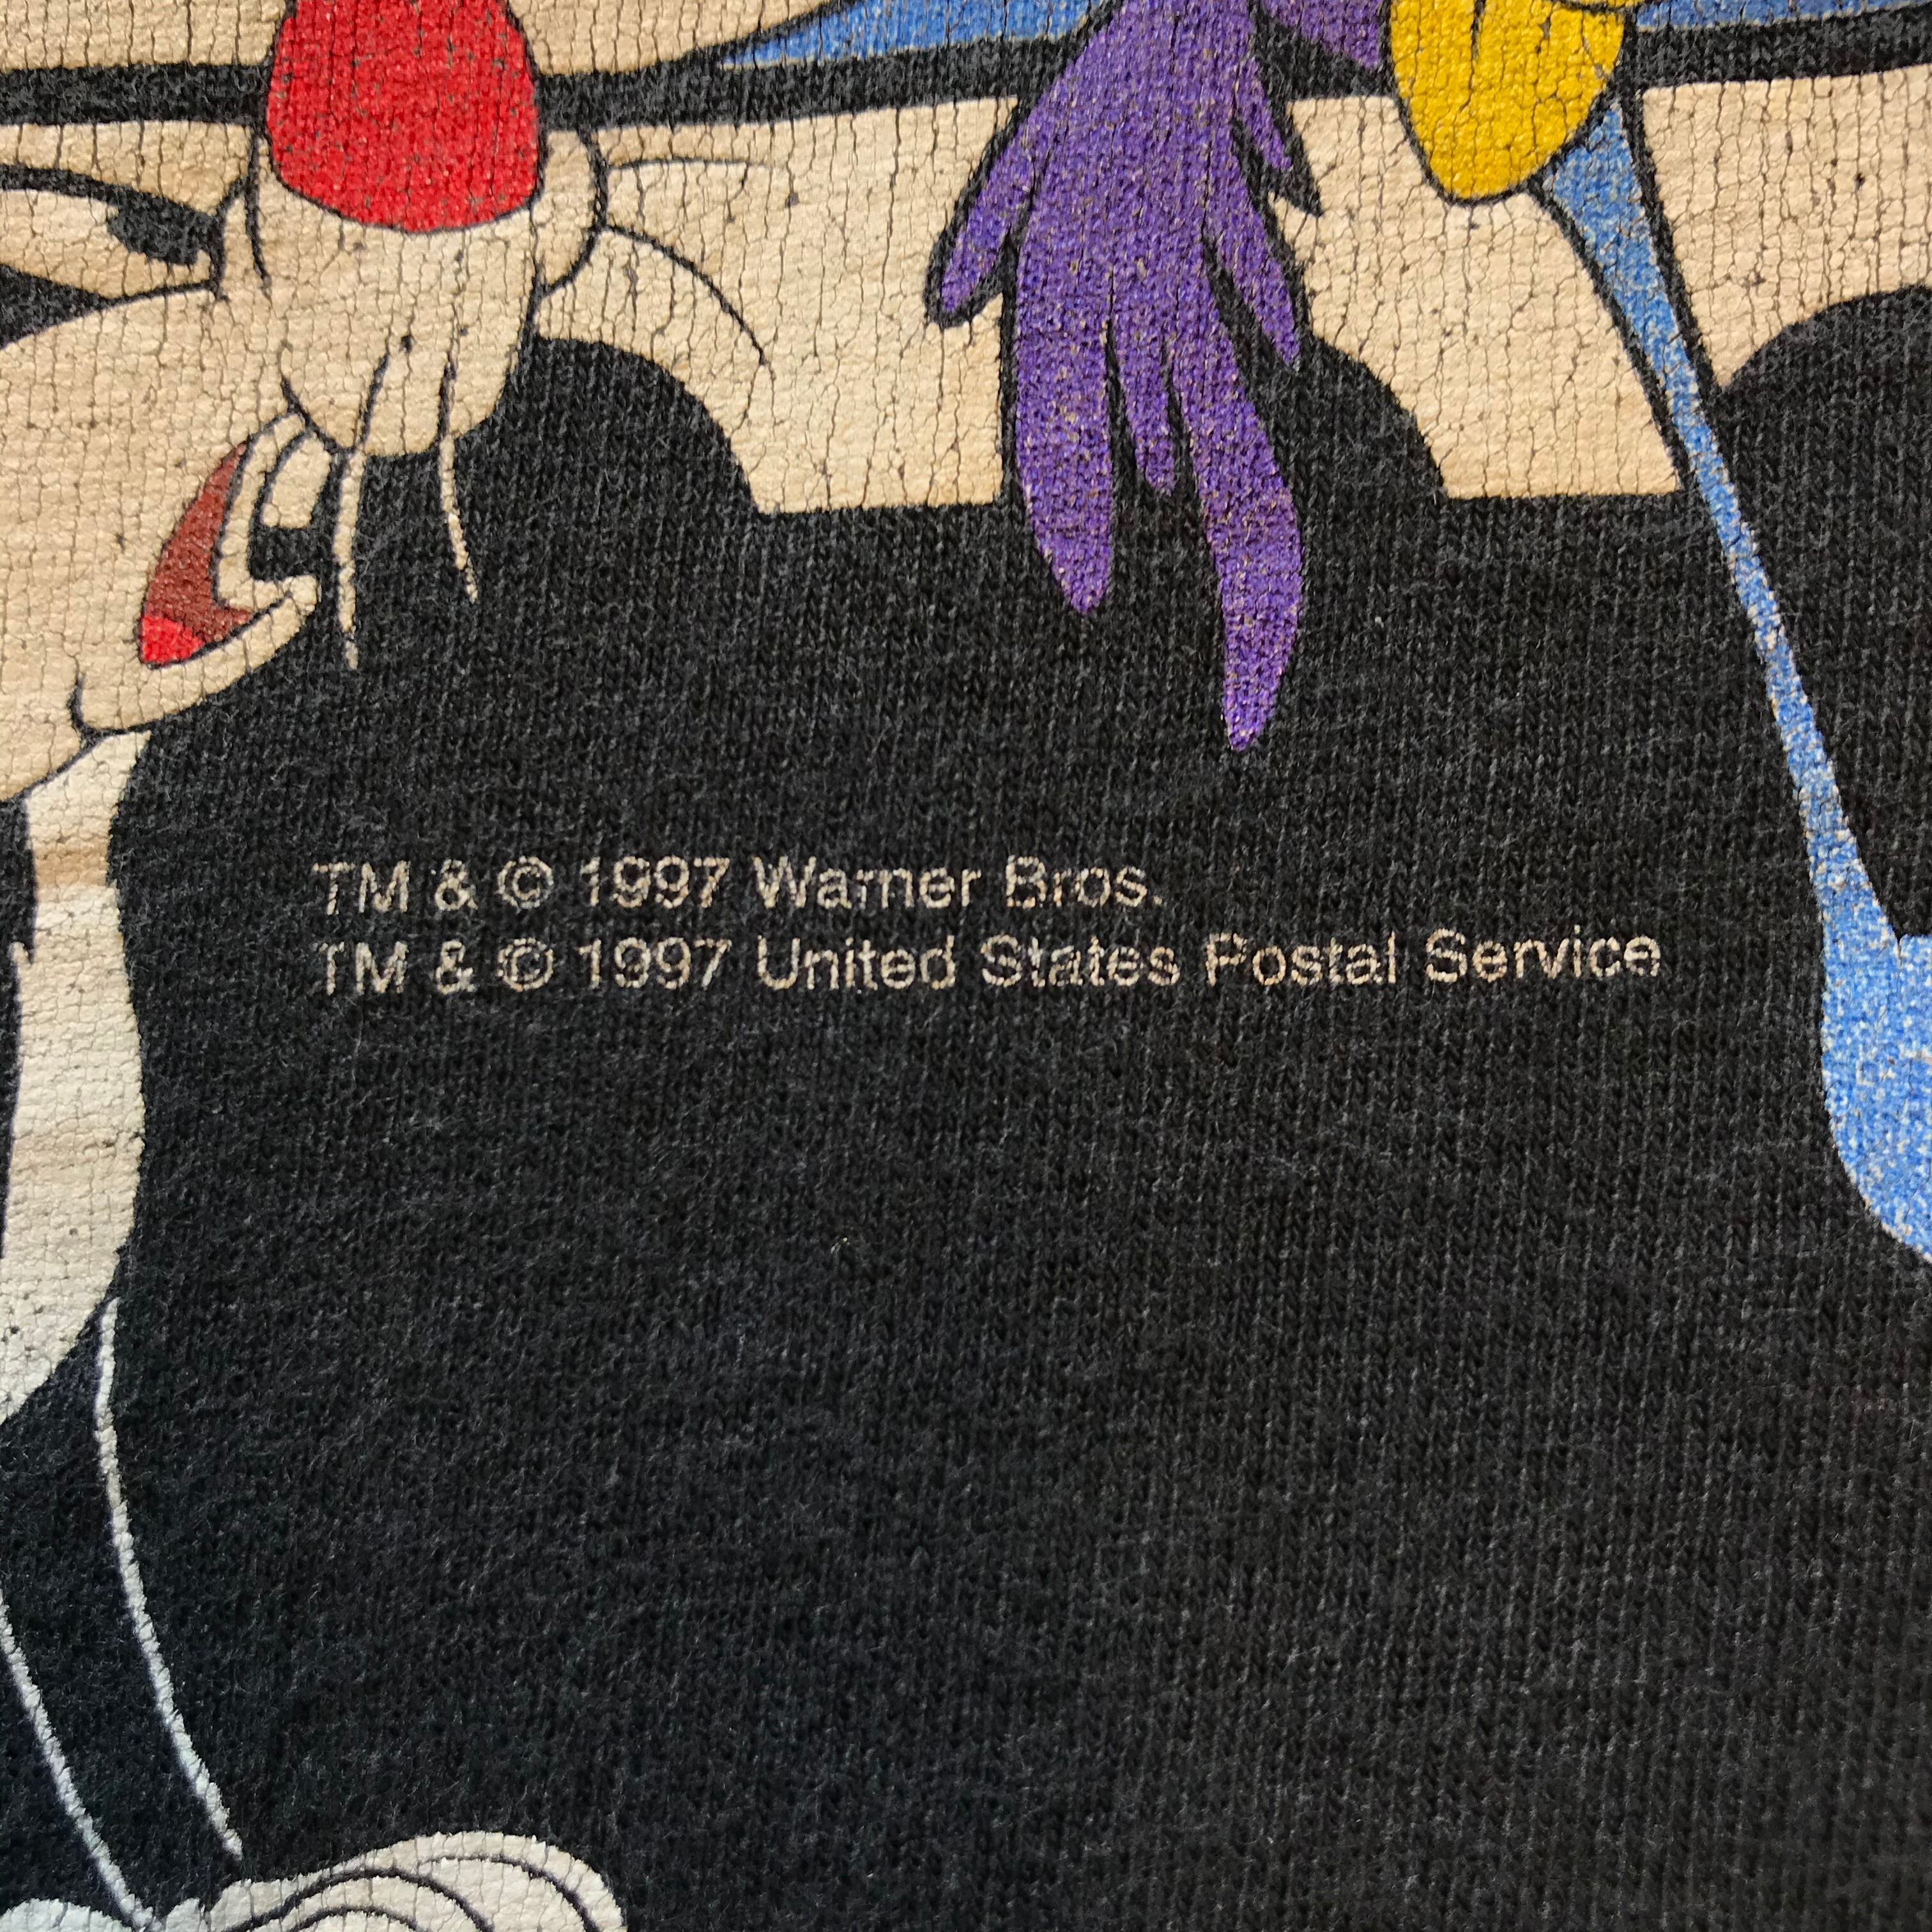 TM & © 1997 Warner Bros.
TM & © 1997 United States Postal Service